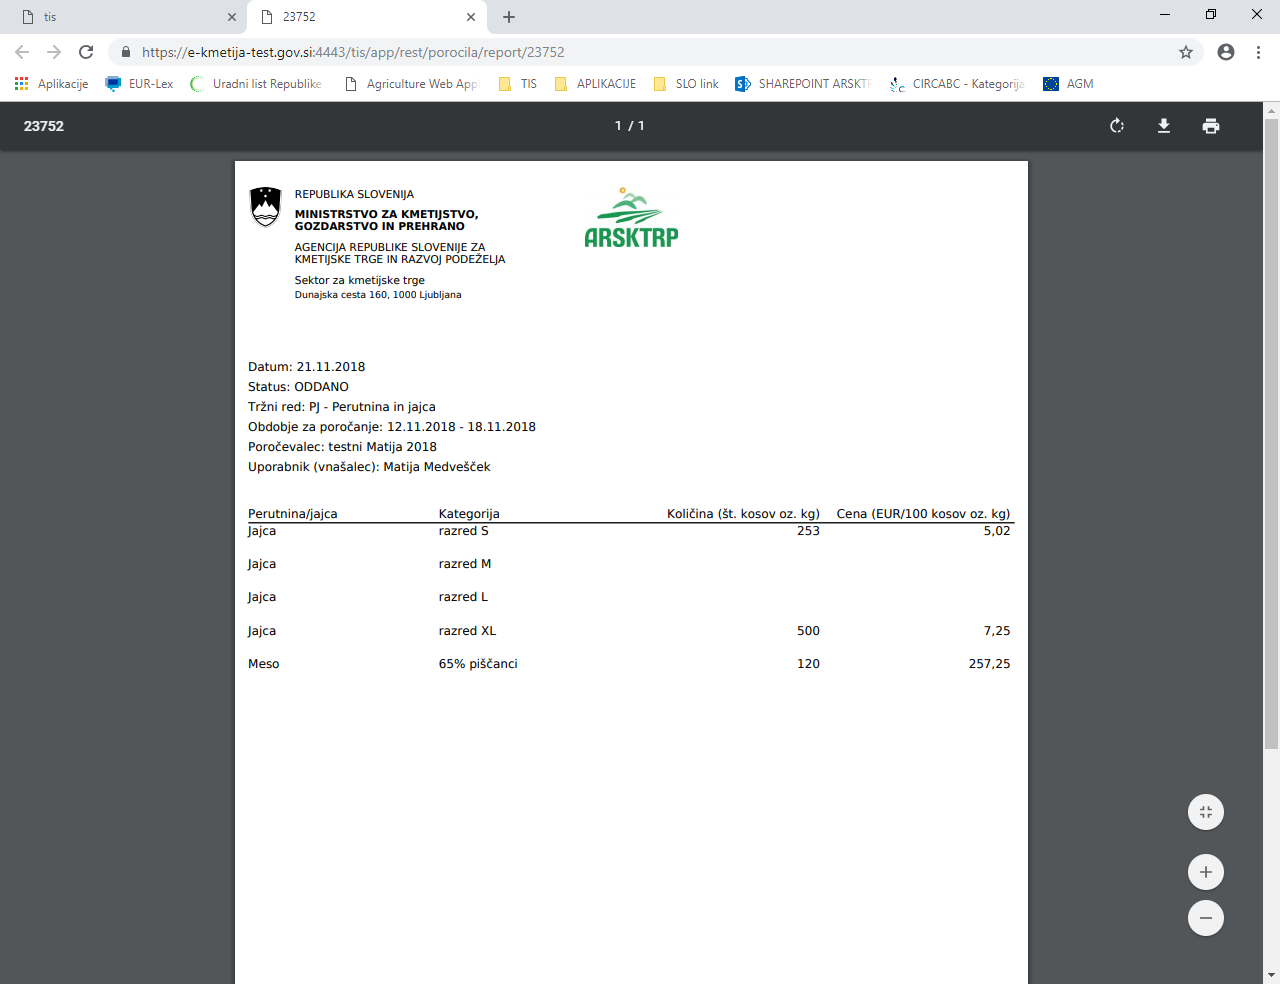 tis
23752
https://e-kmetija-test.gov.si:4443/tis/app/rest/porocila/report/23752
Aplikacije EUR-Lex Uradni list Republike Agriculture Web App TIS APLIKACIJE SLO link SHAREPOINT ARSKTR CIRCABC - Kategorija AGM
23752 1 / 1
REPUBLIKA SLOVENIJA
MINISTRSTVO ZA KMETIJSTVO,
GOZDARSTVO IN PREHRANO
AGENCIJA REPUBLIKE SLOVENIJE ZA
KMETIJSKE TRGE IN RAZVOJ PODEŽELJA
Sektor za kmetijske trge
Dunajska cesta 160, 1000 Ljubljana
ARSKTRP
Datum: 21.11.2018
Status: ODDANO
Tržni red: PJ - Perutnina in jajca
Obdobje za poročanje: 12.11.2018 - 18.11.2018
Poročevalec: testni Matija 2018
Uporabnik (vnašalec): Matija Medvešček
Perutnina/jajca Kategorija Količina (št. kosov oz. kg) Cena (EUR/100 kosov oz. kg)
Jajca razred S 253 5,02
Jajca razred M
Jajca razred L
Jajca razred XL 500 7,25
Meso 65% piščanci 120 257,25